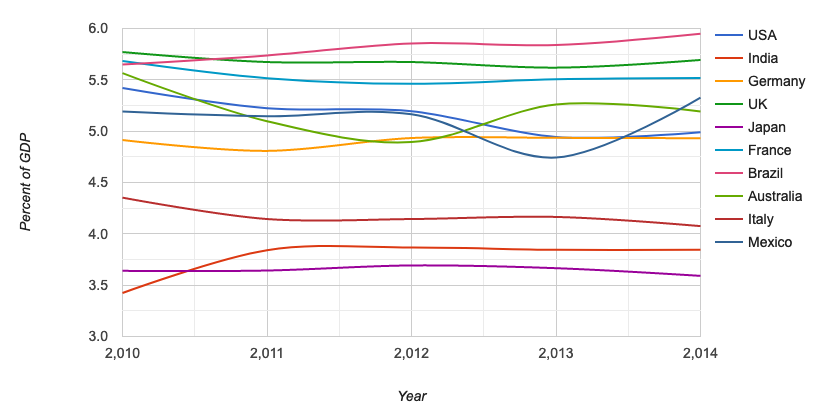 6.0
5.5
5.0
4.5
4.0
3.5
3.0
Percent of GDP
2,010 2,011 2,012 2,013 2,014
Year
USA
India
Germany
UK
Japan
France
Brazil
Australia
Italy
Mexico